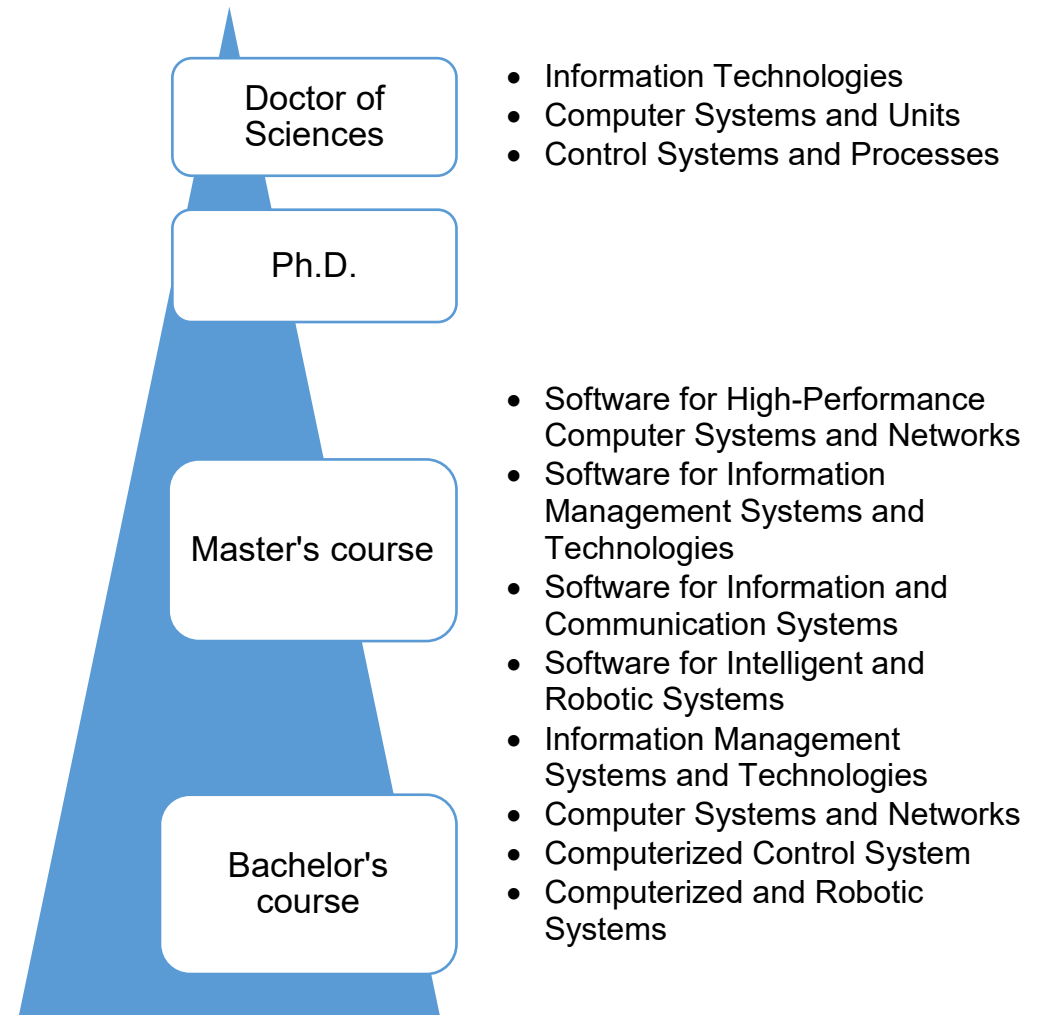 Doctor of
Sciences
• Information Technologies
• Computer Systems and Units
• Control Systems and Processes
Ph.D.
Master's course
• Software for High-Performance
Computer Systems and Networks
• Software for Information
Management Systems and
Technologies
• Software for Information and
Communication Systems
• Software for Intelligent and
Robotic Systems
Bachelor's
course
• Information Management
Systems and Technologies
• Computer Systems and Networks
• Computerized Control System
• Computerized and Robotic
Systems